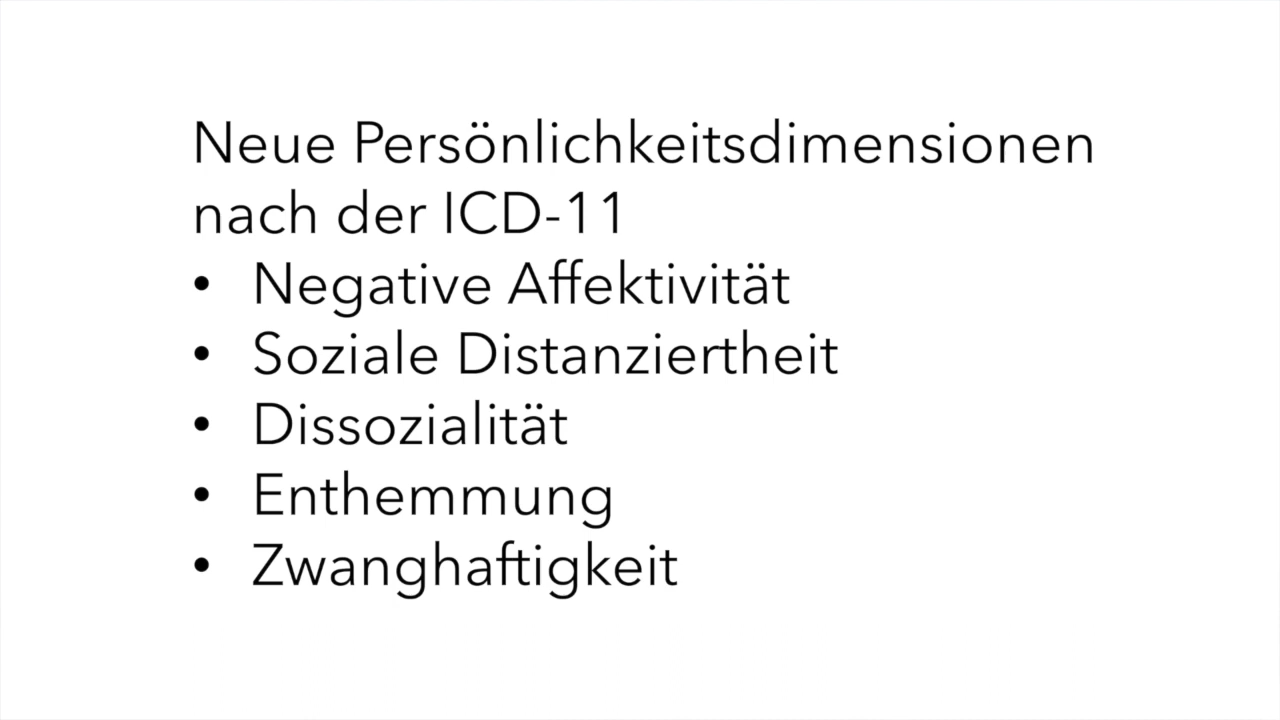 Neue Persönlichkeitsdimensionen
nach der ICD-11
• Negative Affektivität
• Soziale Distanziertheit
• Dissozialität
• Enthemmung
• Zwanghaftigkeit